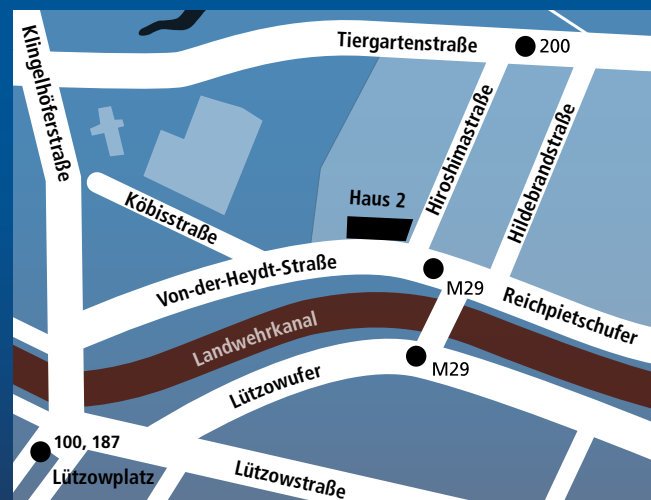 Klingelhöferstraße
Tiergartenstraße
200
Hiroshimastraße
Hildebrandstraße
Haus 2
Köbisstraße
Von-der-Heydt-Straße
M29
Reichpietschufer
Landwehrkanal
M29
Lützowufer
100, 187
Lützowplatz
Lützowstraße